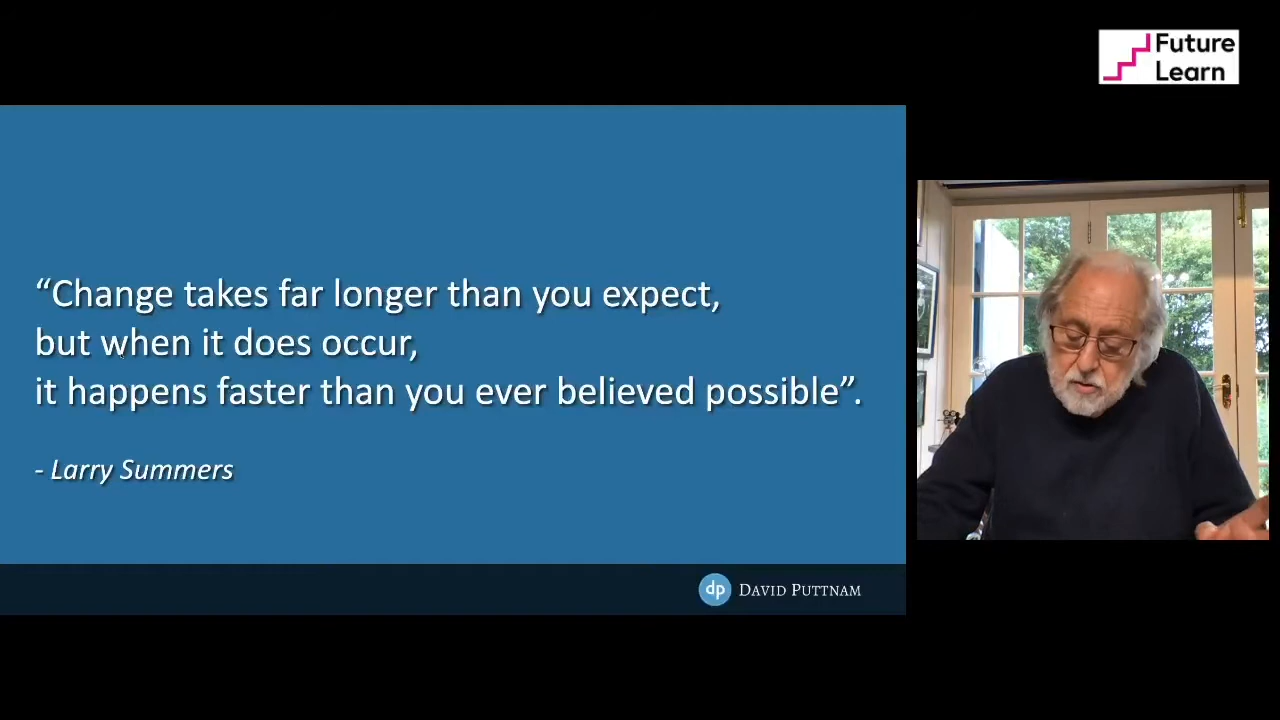 Future
Learn
“Change takes far longer than you expect,
but when it does occur,
it happens faster than you ever believed possible”.
- Larry Summers
dp David Puttnam